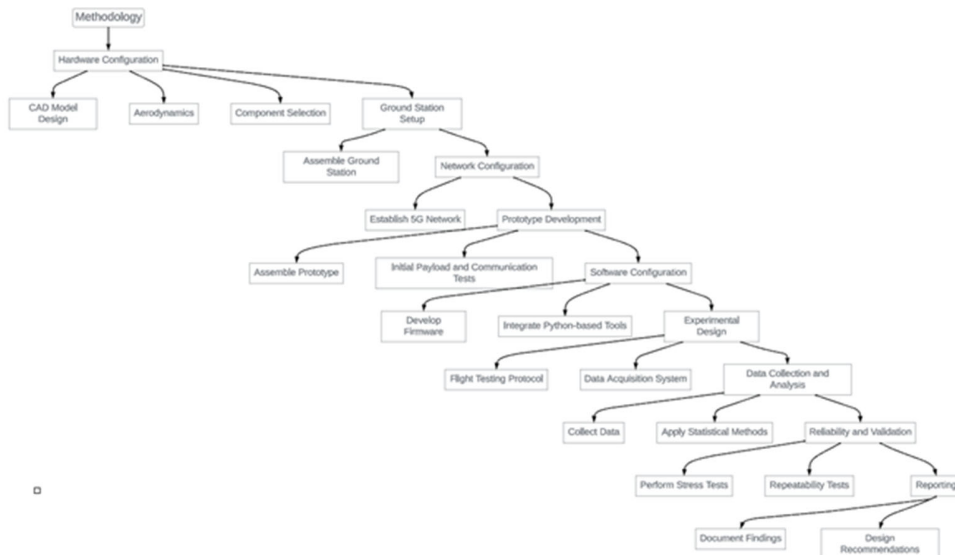 Methodology
Hardware Configuration
CAD Model
Design
Aerodynamics
Component Selection
Ground Station
Setup
Assemble Ground
Station
Network Configuration
Establish 5G Network
Prototype Development
Assemble Prototype
Initial Payload and Communication
Tests
Software Configuration
Develop
Firmware
Integrate Python-based Tools
Experimental
Design
Flight Testing Protocol
Data Acquisition System
Data Collection and
Analysis
Collect Data
Apply Statistical Methods
Reliability and Validation
Perform Stress Tests
Repeatability Tests
Reporting
Document Findings
Design
Recommendations